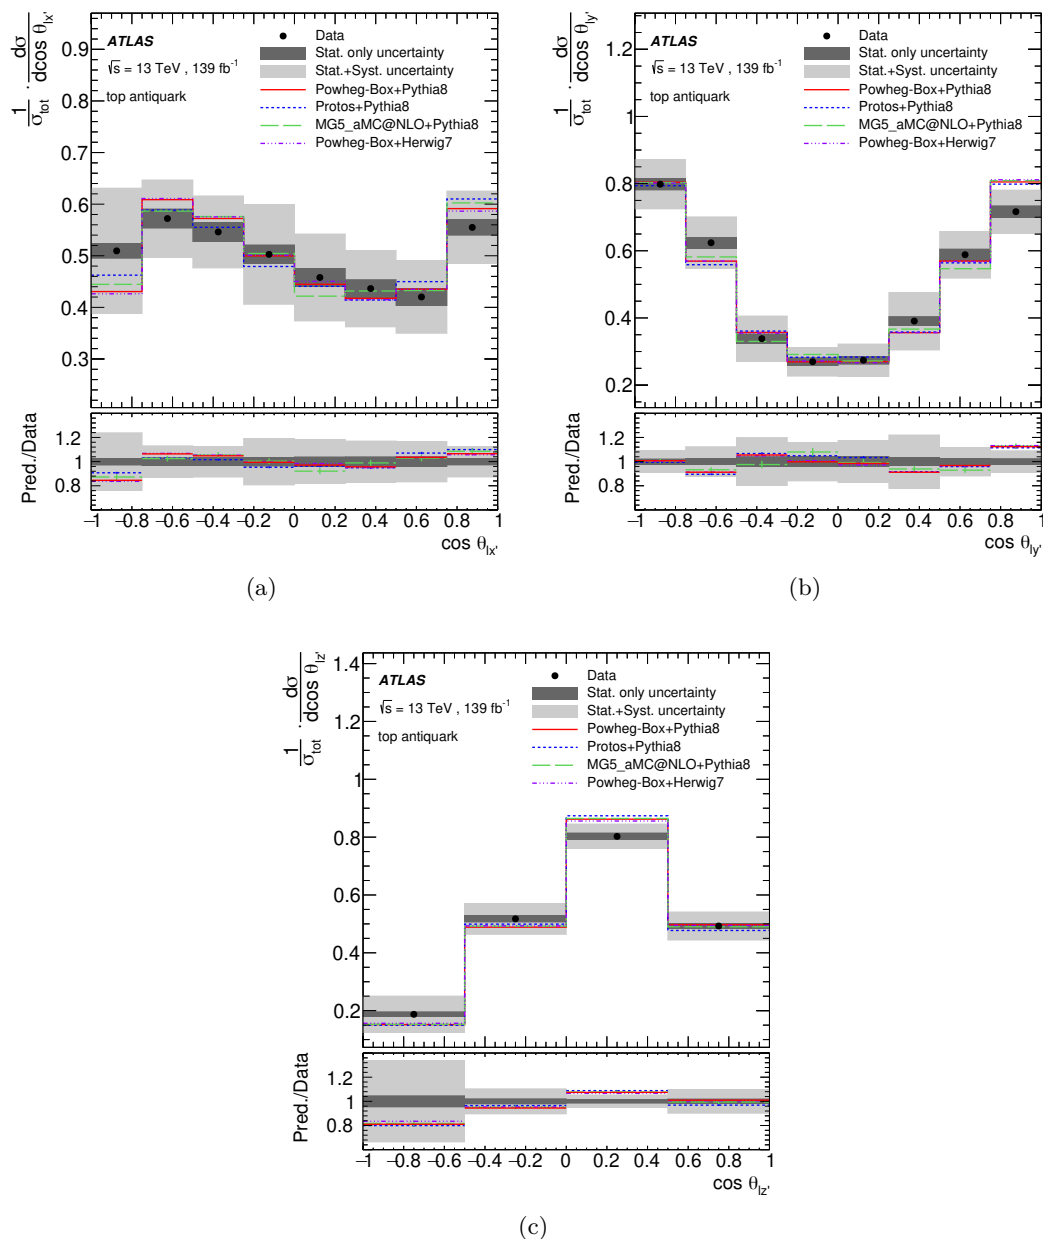 1/σtot · dσ/dcos θlx'
0.9
0.8
0.7
0.6
0.5
0.4
0.3
ATLAS
√s = 13 TeV , 139 fb-1
top antiquark
Data
Stat. only uncertainty
Stat.+Syst. uncertainty
Powheg-Box+Pythia8
Protos+Pythia8
MG5_aMC@NLO+Pythia8
Powheg-Box+Herwig7
Pred./Data
1.2
1
0.8
−1 −0.8 −0.6 −0.4 −0.2 0 0.2 0.4 0.6 0.8 1
cos θlx'
(a)
1/σtot · dσ/dcos θly'
1.2
1
0.8
0.6
0.4
0.2
ATLAS
√s = 13 TeV , 139 fb-1
top antiquark
Data
Stat. only uncertainty
Stat.+Syst. uncertainty
Powheg-Box+Pythia8
Protos+Pythia8
MG5_aMC@NLO+Pythia8
Powheg-Box+Herwig7
Pred./Data
1.2
1
0.8
−1 −0.8 −0.6 −0.4 −0.2 0 0.2 0.4 0.6 0.8 1
cos θly'
(b)
1/σtot · dσ/dcos θlz'
1.4
1.2
1
0.8
0.6
0.4
0.2
ATLAS
√s = 13 TeV , 139 fb-1
top antiquark
Data
Stat. only uncertainty
Stat.+Syst. uncertainty
Powheg-Box+Pythia8
Protos+Pythia8
MG5_aMC@NLO+Pythia8
Powheg-Box+Herwig7
Pred./Data
1.2
1
0.8
−1 −0.8 −0.6 −0.4 −0.2 0 0.2 0.4 0.6 0.8 1
cos θlz'
(c)